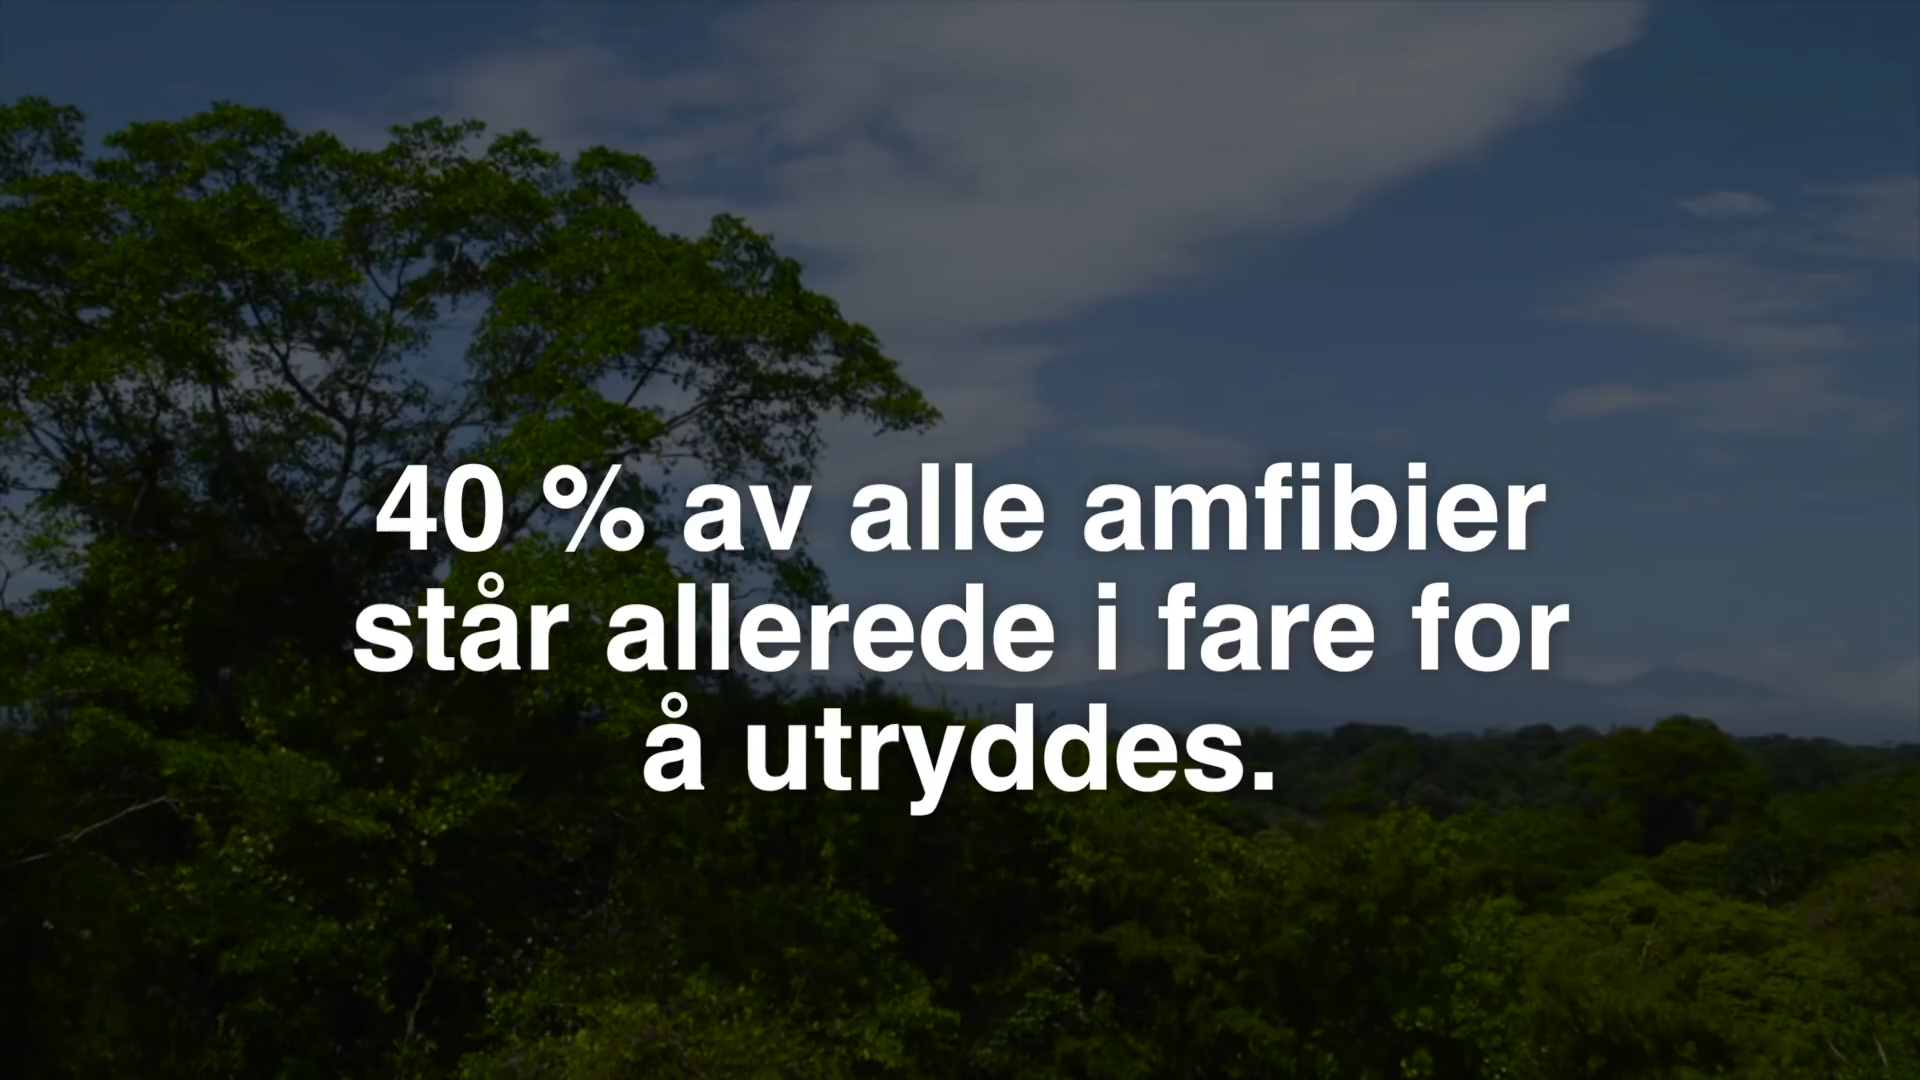 40 % av alle amfibier
står allerede i fare for
å utryddes.